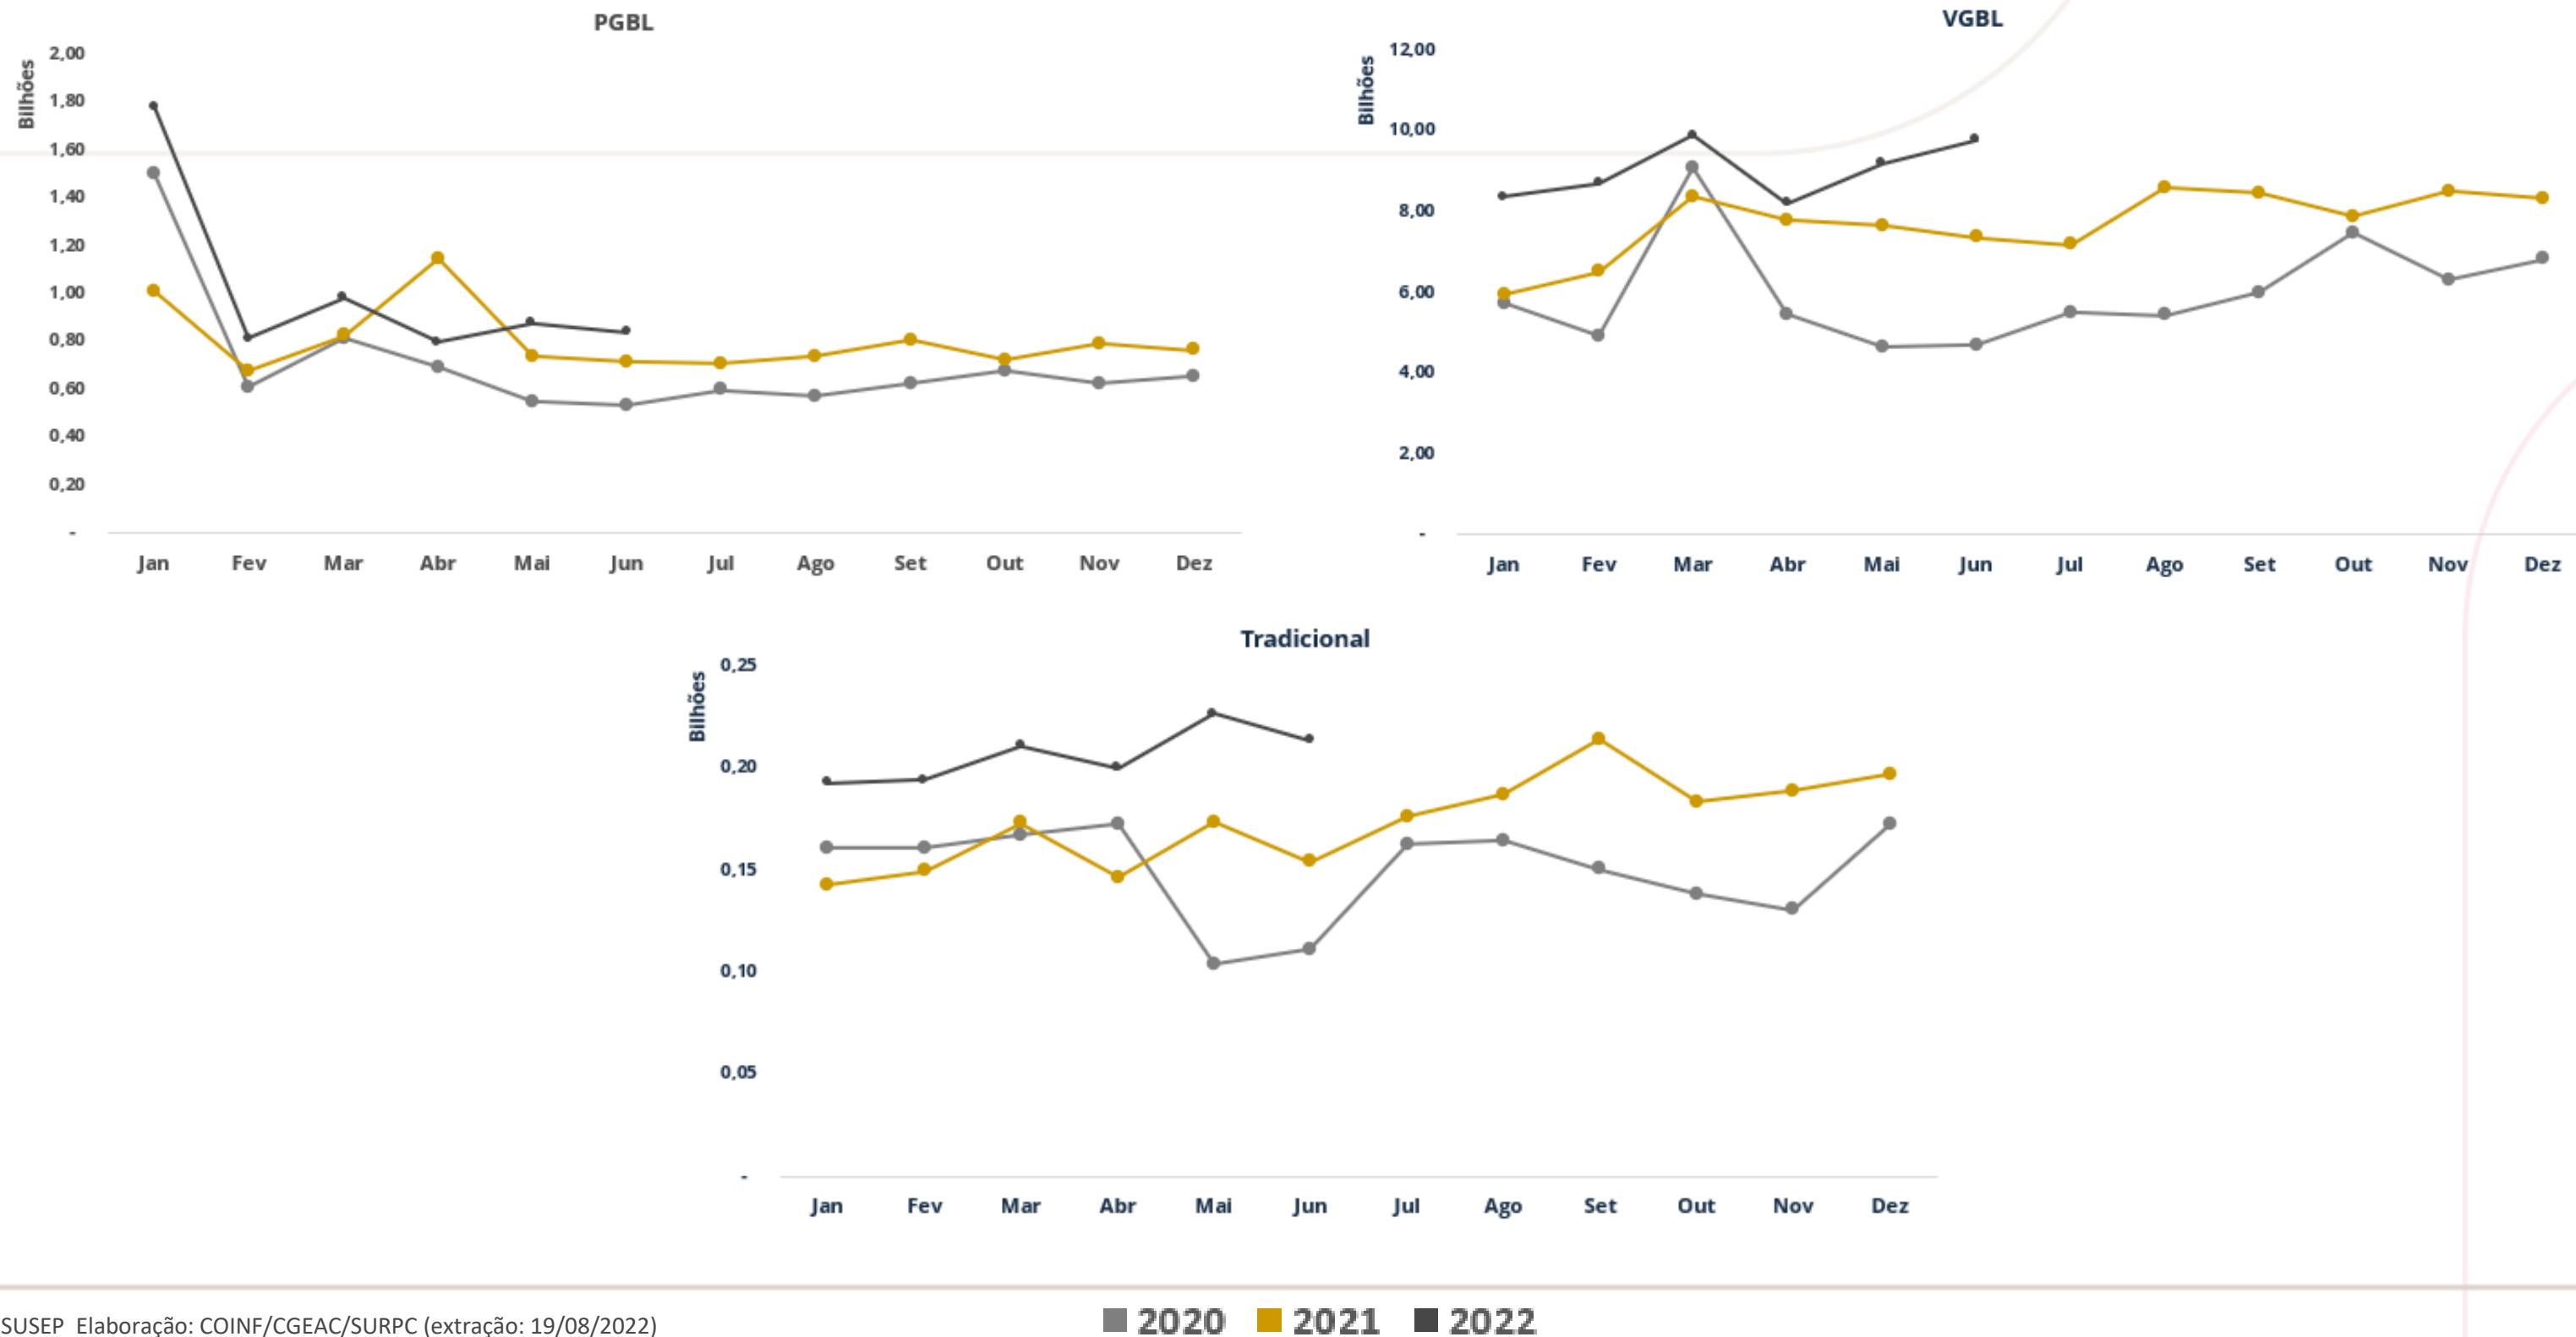 PGBL
Bilhões
2,00
1,80
1,60
1,40
1,20
1,00
0,80
0,60
0,40
0,20
-
Jan Fev Mar Abr Mai Jun Jul Ago Set Out Nov Dez
VGBL
Bilhões
12,00
10,00
8,00
6,00
4,00
2,00
-
Jan Fev Mar Abr Mai Jun Jul Ago Set Out Nov Dez
Tradicional
Bilhões
0,25
0,20
0,15
0,10
0,05
-
Jan Fev Mar Abr Mai Jun Jul Ago Set Out Nov Dez
2020 2021 2022
SUSEP Elaboração: COINF/CGEAC/SURPC (extração: 19/08/2022)